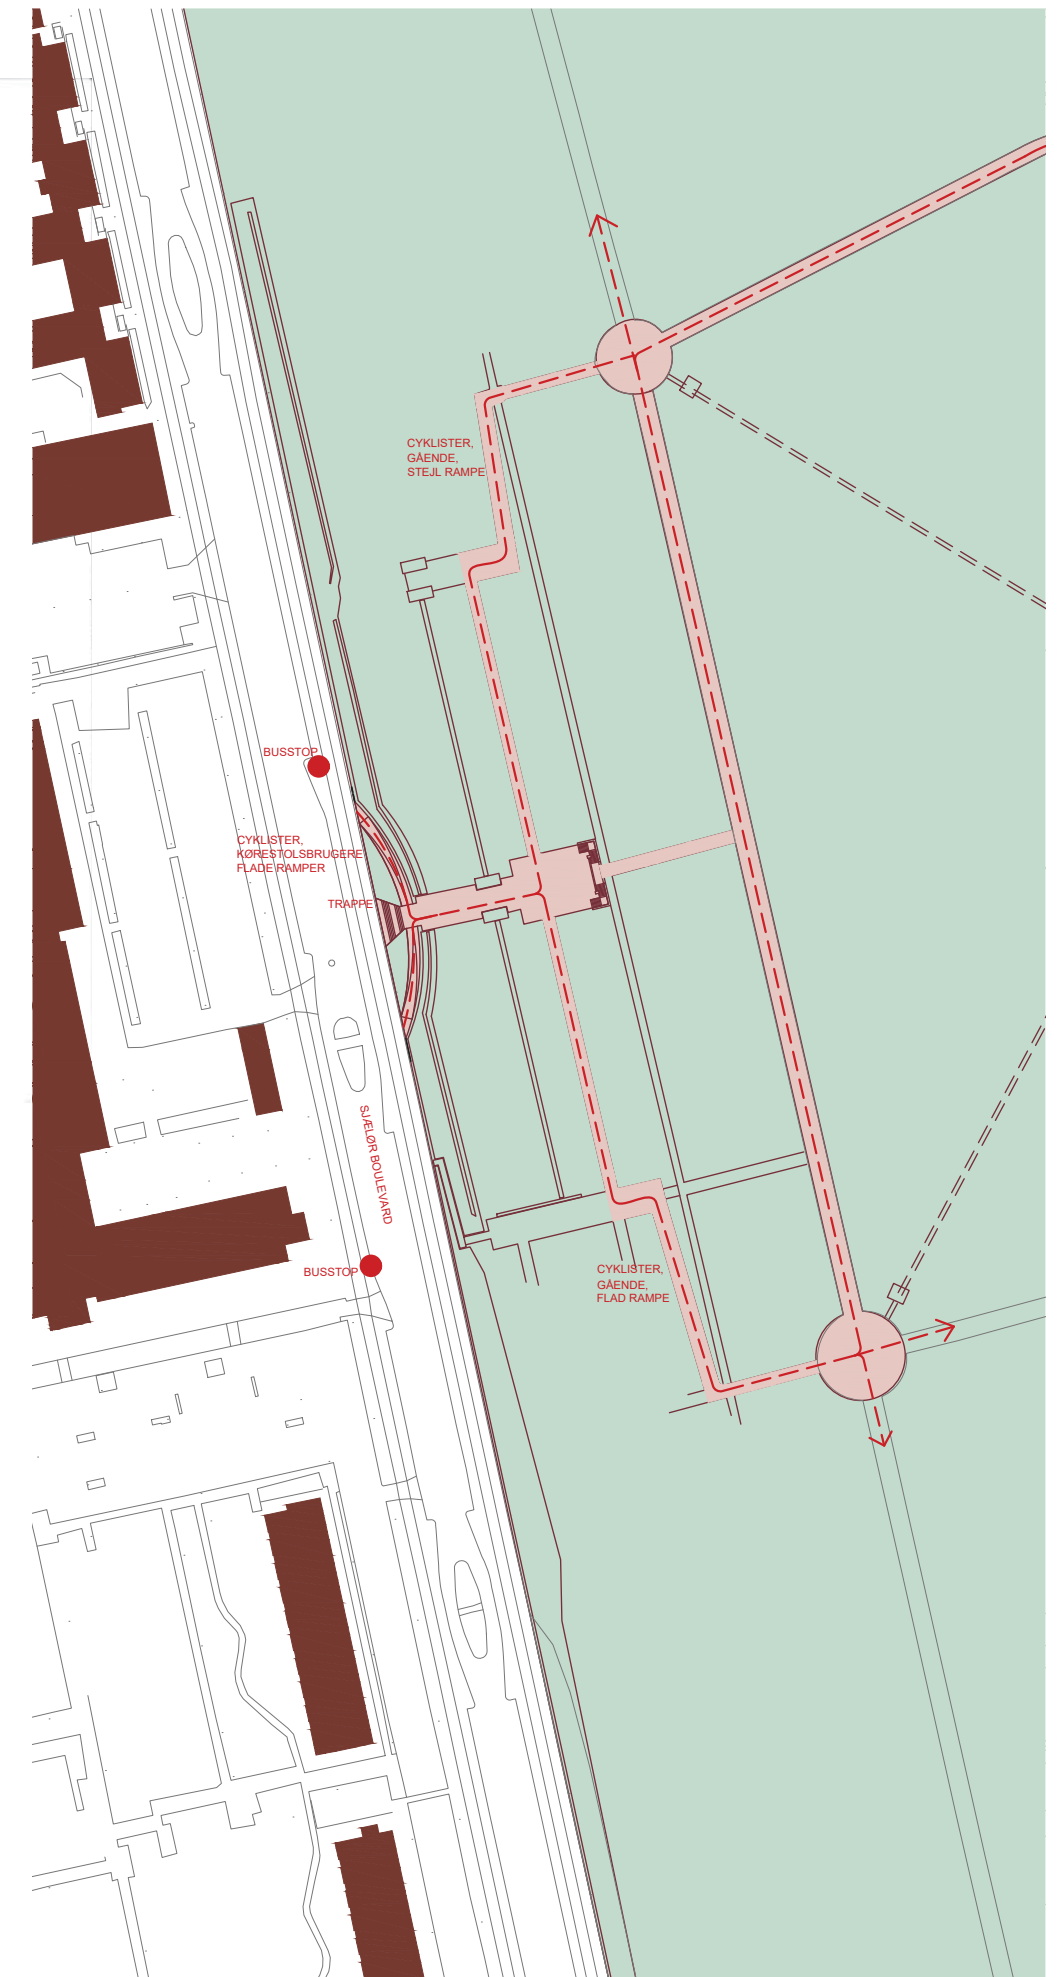 CYKLISTER,
GÅENDE,
STEJL RAMPE
BUSSTOP
CYKLISTER,
KØRESTOLSBRUGERE
FLADE RAMPER
TRAPPE
SJÆLØR BOULEVARD
BUSSTOP
CYKLISTER,
GÅENDE,
FLAD RAMPE